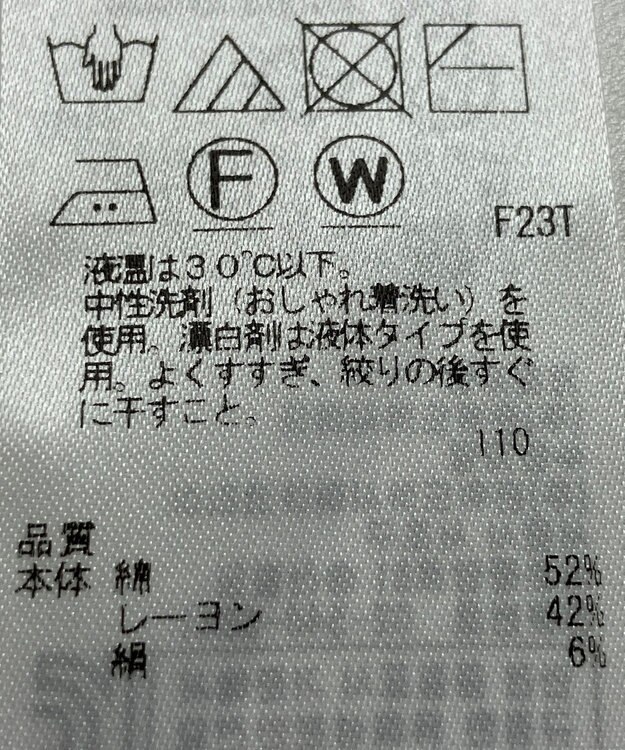 F W
F23T
液温は30℃以下。
中性洗剤（おしゃれ着洗い）を
使用。漂白剤は液体タイプを使
用。よくすすぎ、絞りの後すぐ
に干すこと。
110
品質
本体 綿 52%
レーヨン 42%
絹 6%